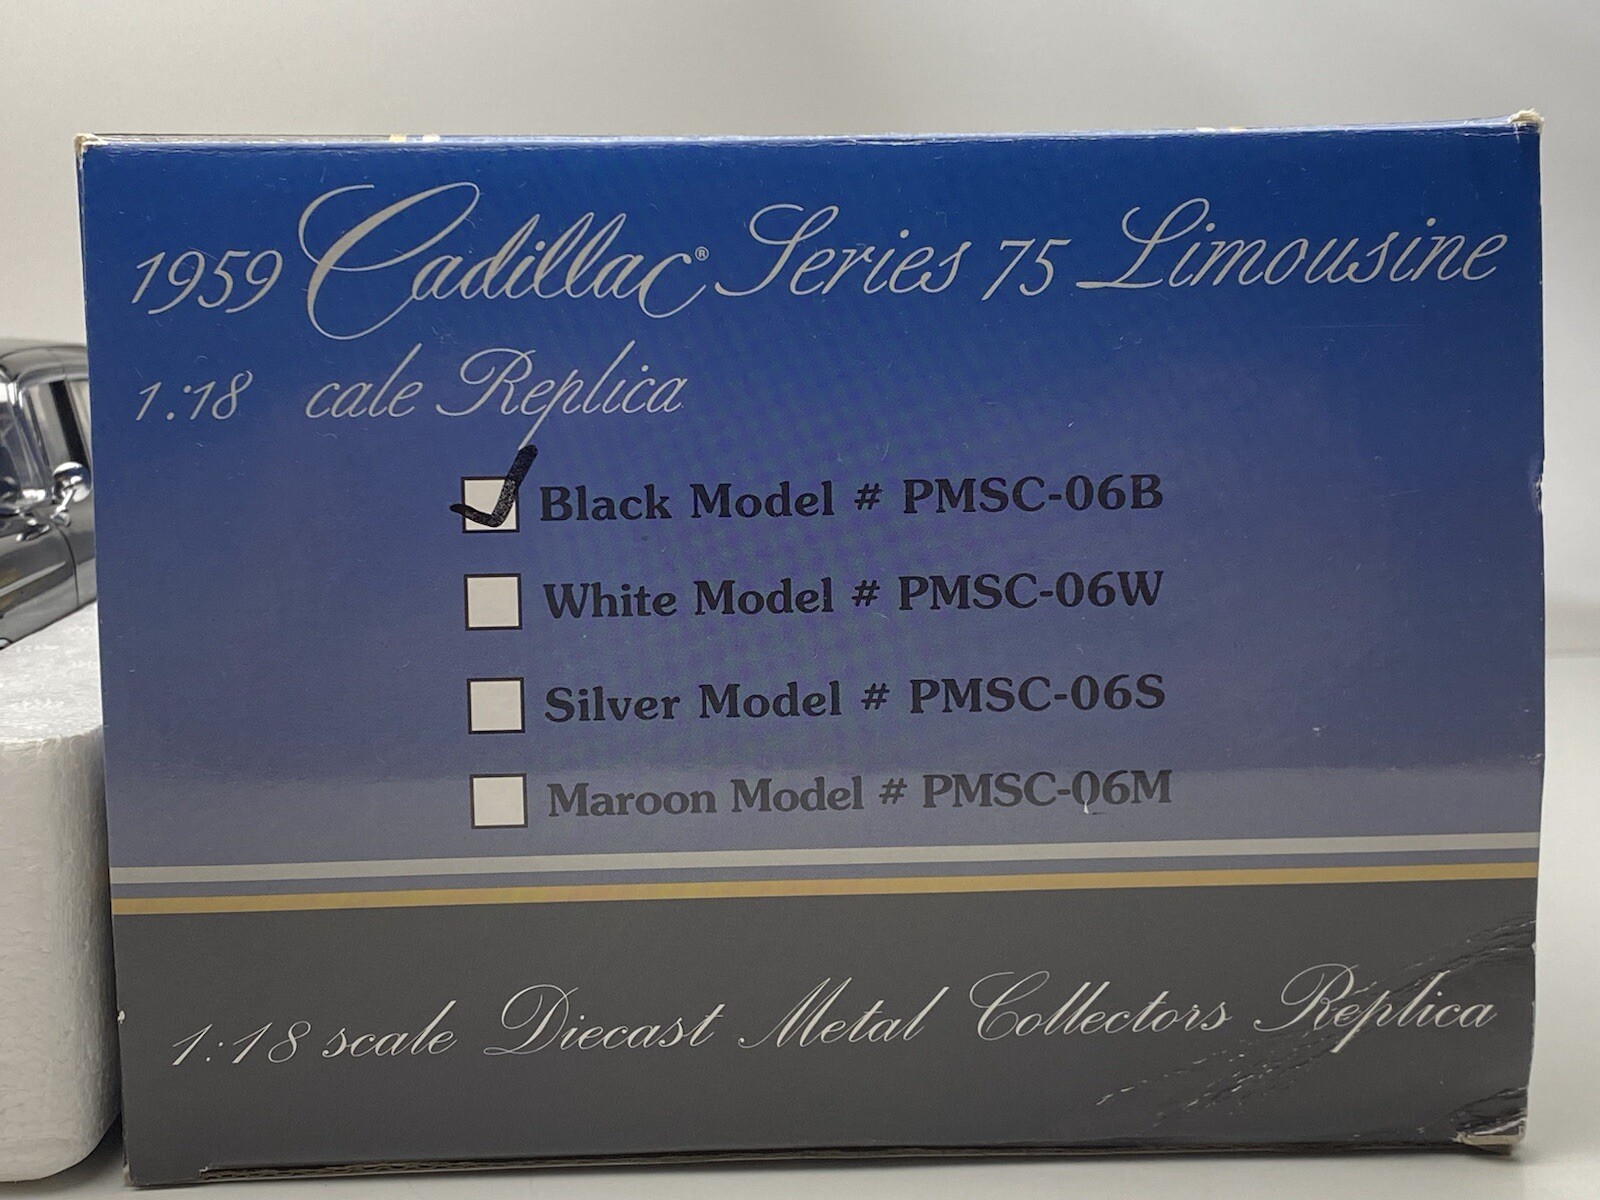 1959 Cadillac® Series 75 Limousine
1:18 cale Replica
Black Model # PMSC-06B
White Model # PMSC-06W
Silver Model # PMSC-06S
Maroon Model # PMSC-06M
1:18 scale Diecast Metal Collectors Replica